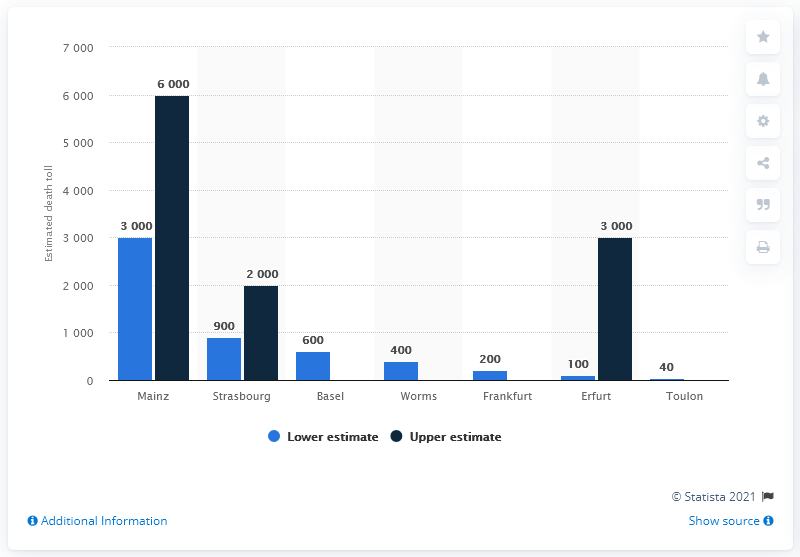 7 000
6 000
5 000
4 000
3 000
2 000
1 000
0
Estimated death toll
3 000
6 000
900
2 000
600
400
200
100
3 000
40
Mainz
Strasbourg
Basel
Worms
Frankfurt
Erfurt
Toulon
Lower estimate
Upper estimate
© Statista 2021
Additional Information
Show source